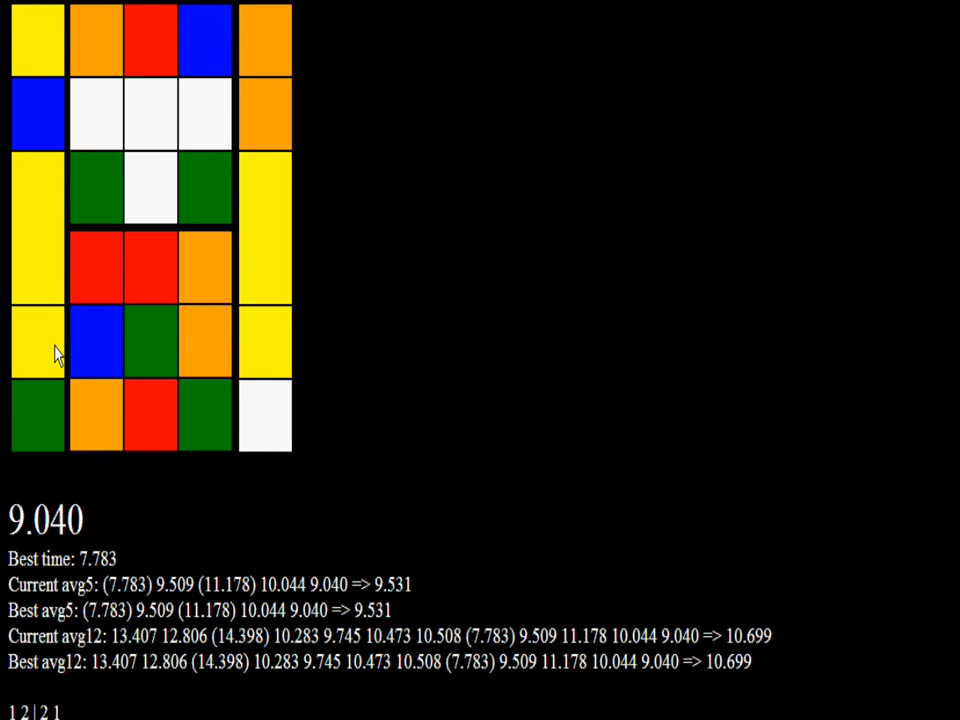 9.040
Best time: 7.783
Current avg5: (7.783) 9.509 (11.178) 10.044 9.040 => 9.531
Best avg5: (7.783) 9.509 (11.178) 10.044 9.040 => 9.531
Current avg12: 13.407 12.806 (14.398) 10.283 9.745 10.473 10.508 (7.783) 9.509 11.178 10.044 9.040 => 10.699
Best avg12: 13.407 12.806 (14.398) 10.283 9.745 10.473 10.508 (7.783) 9.509 11.178 10.044 9.040 => 10.699
1 2 | 2 1